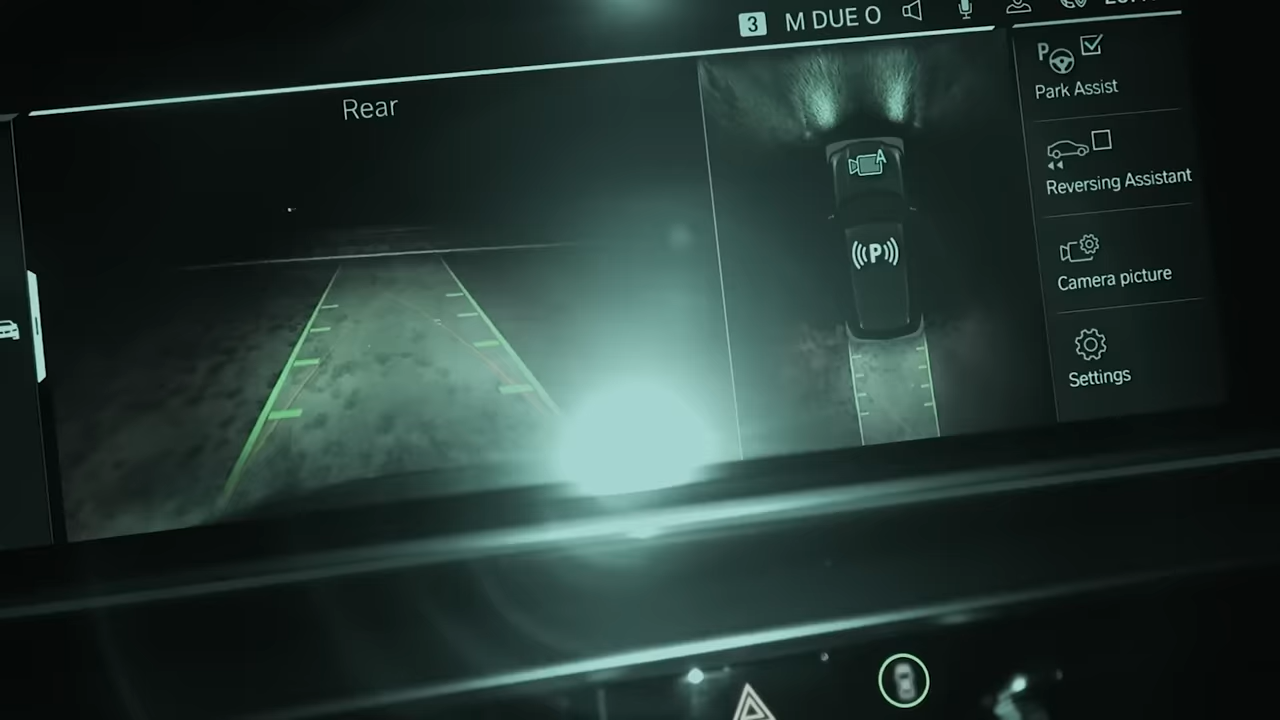 3 M DUE O
Rear
P
Park Assist
Reversing Assistant
A
Camera picture
P
Settings